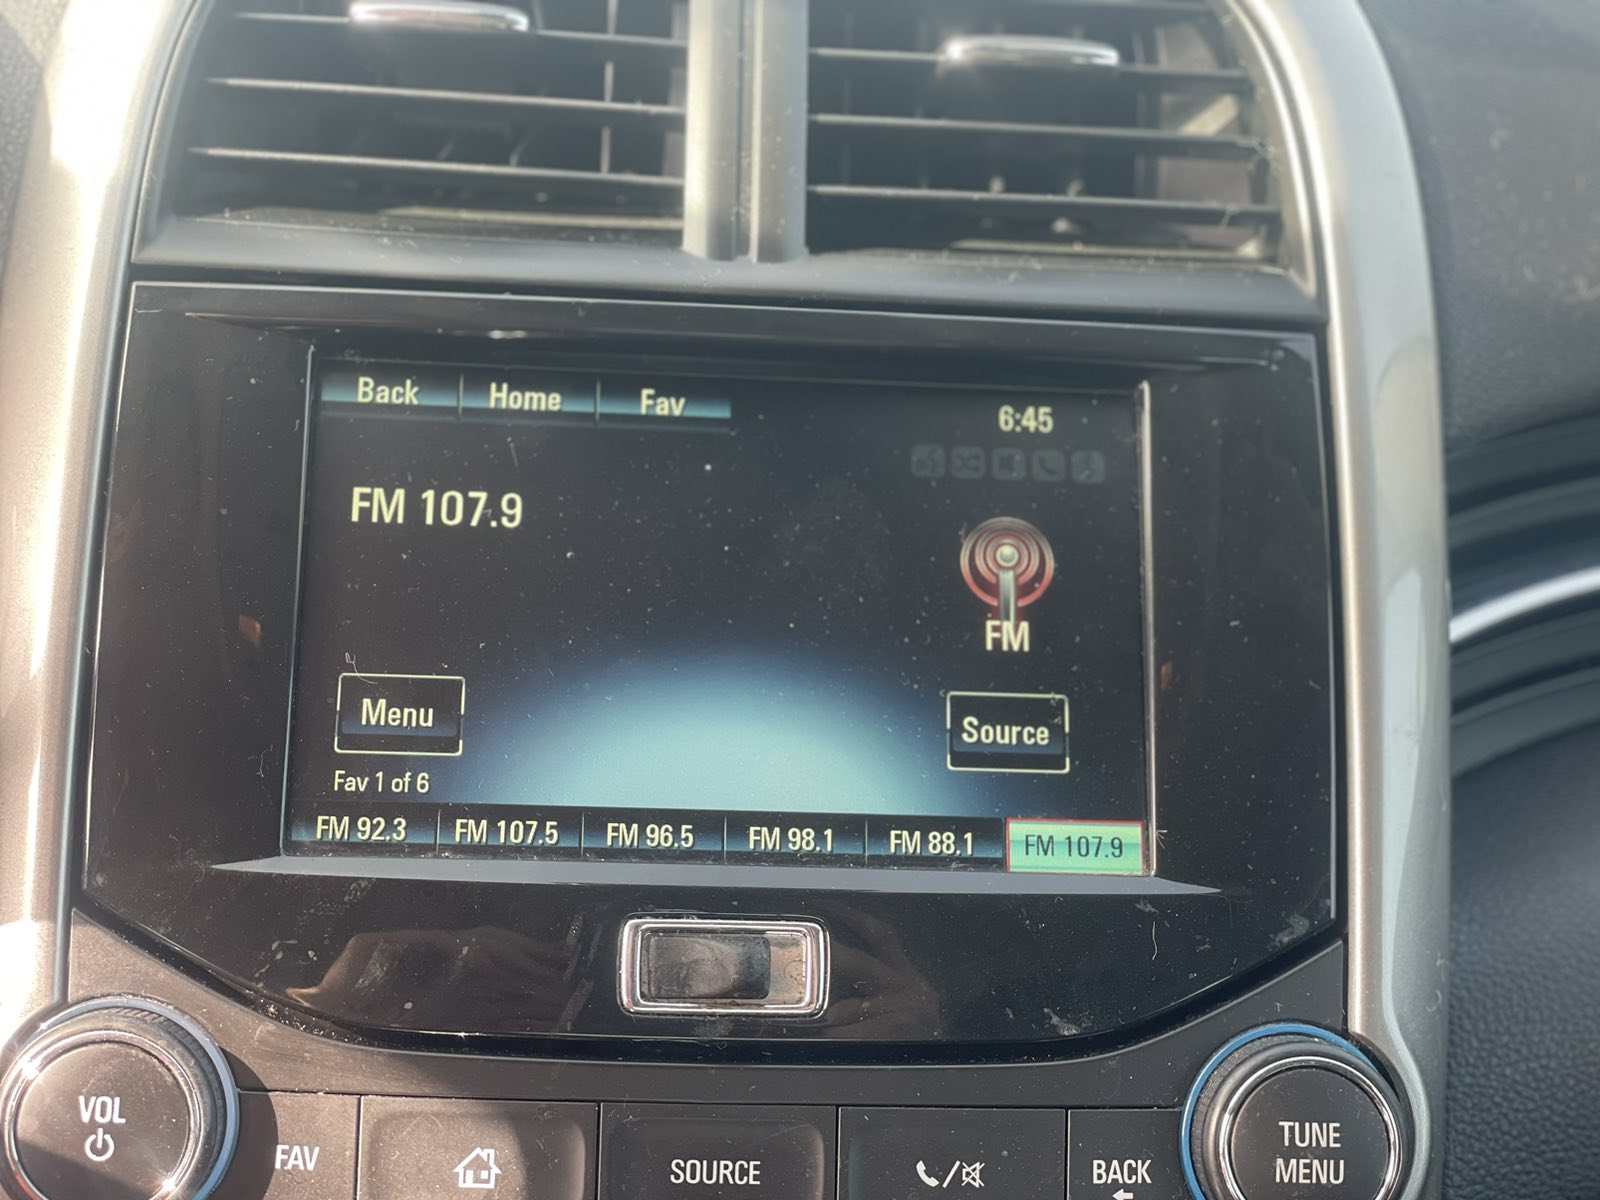 Back Home Fav
6:45
FM 107.9
FM
Menu
Source
Fav 1 of 6
FM 92.3 FM 107.5 FM 96.5 FM 98.1 FM 88.1 FM 107.9
VOL
FAV
SOURCE
BACK
TUNE
MENU